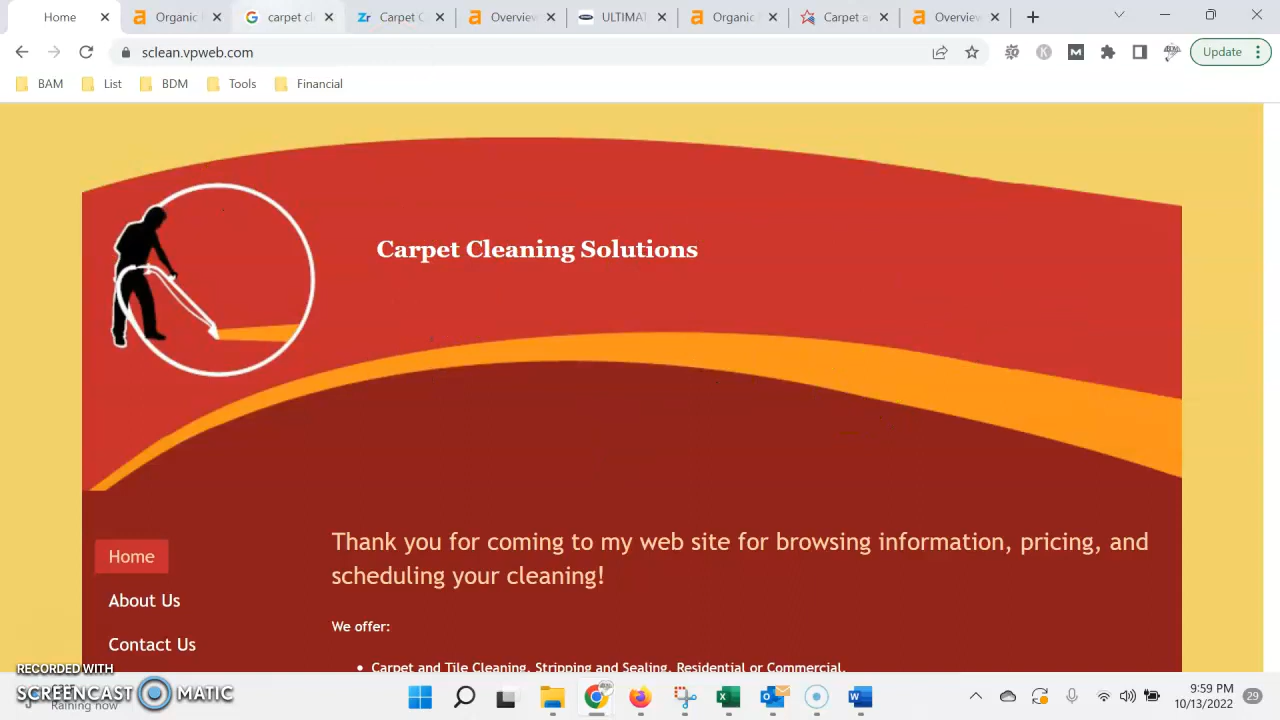 Home
Organic
carpet cl
Carpet C
Overview
ULTIMAT
Organic
Carpet a
Overview
sclean.vpweb.com
Update
BAM
List
BDM
Tools
Financial
Carpet Cleaning Solutions
Thank you for coming to my web site for browsing information, pricing, and
scheduling your cleaning!
Home
About Us
Contact Us
We offer:
• Carpet and Tile Cleaning, Stripping and Sealing, Residential or Commercial.
RECORDED WITH
SCREENCAST MATIC
Raining now
9:59 PM
10/13/2022
29